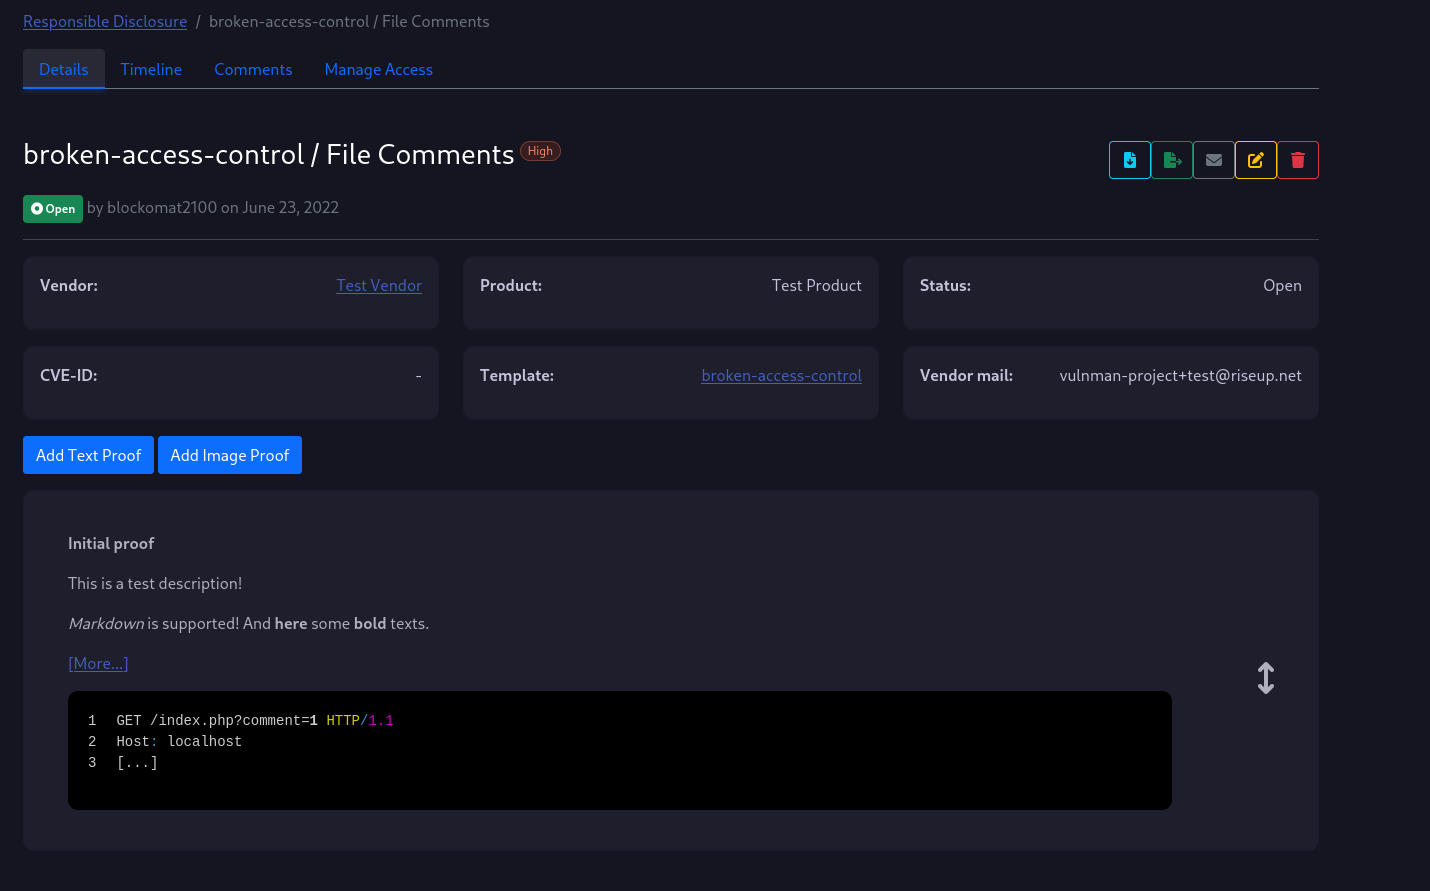 Responsible Disclosure / broken-access-control / File Comments
Details Timeline Comments Manage Access
broken-access-control / File Comments High
Open by blockomat2100 on June 23, 2022
Vendor: Test Vendor Product: Test Product Status: Open
CVE-ID: - Template: broken-access-control Vendor mail: vulnman-project+test@riseup.net
Add Text Proof Add Image Proof
Initial proof
This is a test description!
Markdown is supported! And here some bold texts.
[More...]
1 GET /index.php?comment=1 HTTP/1.1
2 Host: localhost
3 [...]